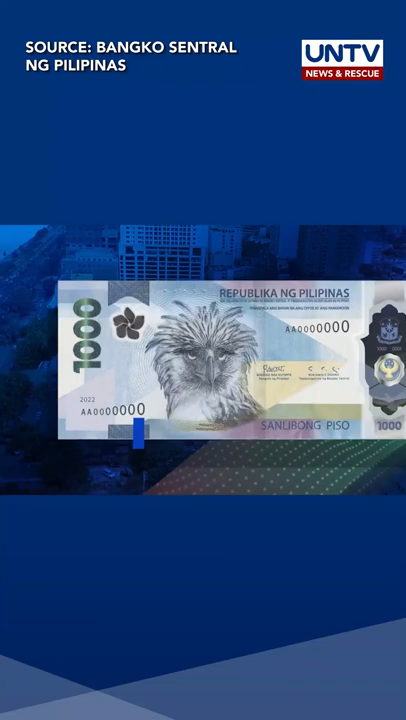 SOURCE: BANGKO SENTRAL
NG PILIPINAS
UNTV
NEWS & RESCUE
REPUBLIKA NG PILIPINAS
AA0000000
1000
2022
AA0000000
SANLIBONG PISO
1000